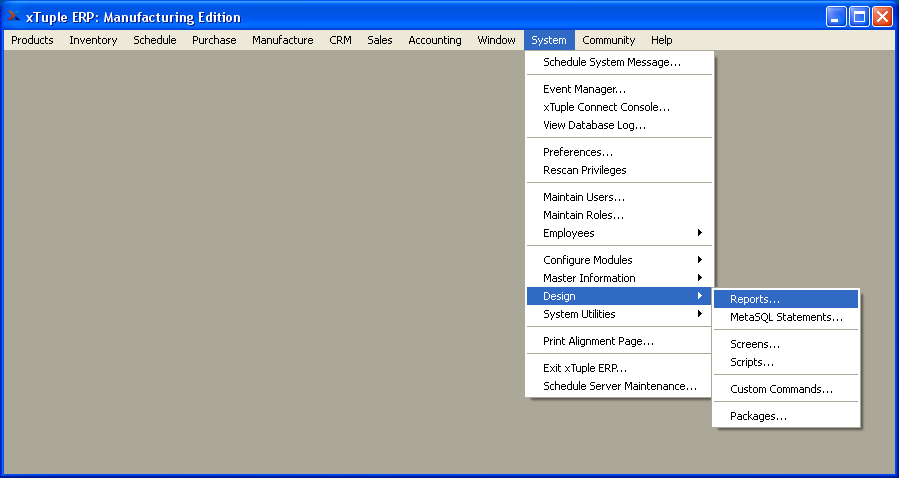 xTuple ERP: Manufacturing Edition
Products Inventory Schedule Purchase Manufacture CRM Sales Accounting Window System Community Help
Schedule System Message...
Event Manager...
xTuple Connect Console...
View Database Log...
Preferences...
Rescan Privileges
Maintain Users...
Maintain Roles...
Employees
Configure Modules
Master Information
Design
System Utilities
Print Alignment Page...
Exit xTuple ERP...
Schedule Server Maintenance...
Reports...
MetaSQL Statements...
Screens...
Scripts...
Custom Commands...
Packages...